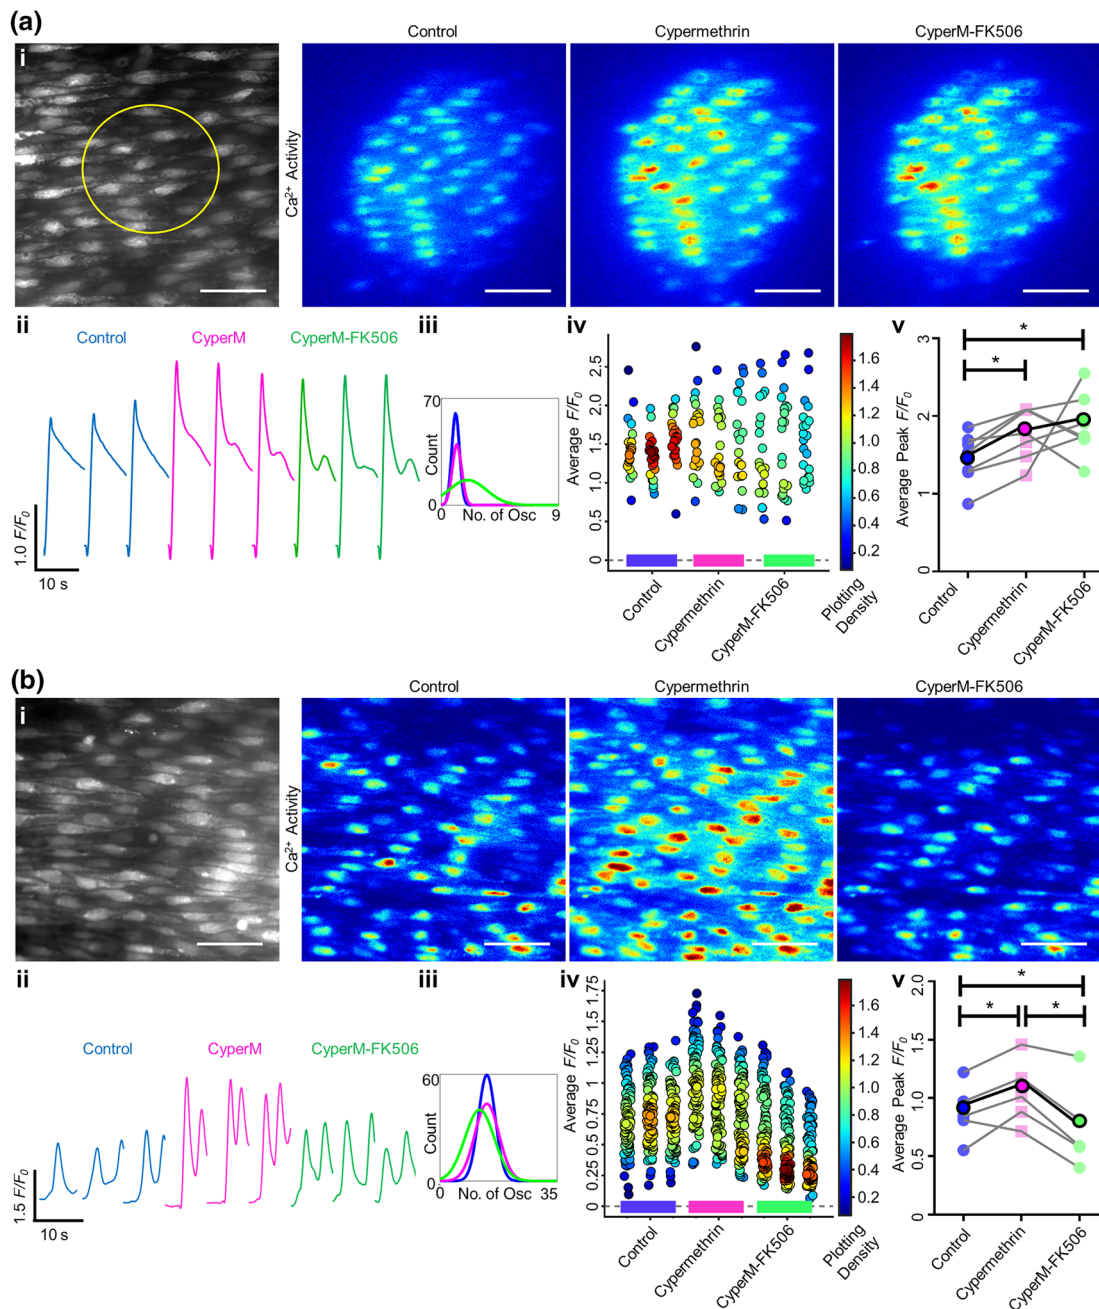 (a)
Control Cypermethrin CyperM-FK506
i
Ca2+ Activity
ii iii iv v
Control CyperM CyperM-FK506
1.0 F/F0
10 s
70
Count
0
0 No. of Osc 9
Average F/F0
2.5
2.0
1.5
1.0
0.5
0
Control
Cypermethrin
CyperM-FK506
1.6
1.4
1.2
1.0
0.8
0.6
0.4
0.2
Plotting
Density
Average Peak F/F0
3
2
1
0
*
*
Control
Cypermethrin
CyperM-FK506
(b)
Control Cypermethrin CyperM-FK506
i
Ca2+ Activity
ii iii iv v
Control CyperM CyperM-FK506
1.5 F/F0
10 s
60
Count
0
0 No. of Osc 35
Average F/F0
1.75
1.5
1.25
1
0.75
0.5
0.25
0
Control
Cypermethrin
CyperM-FK506
1.6
1.4
1.2
1.0
0.8
0.6
0.4
0.2
Plotting
Density
Average Peak F/F0
2.0
1.5
1.0
0.5
0
*
* *
Control
Cypermethrin
CyperM-FK506